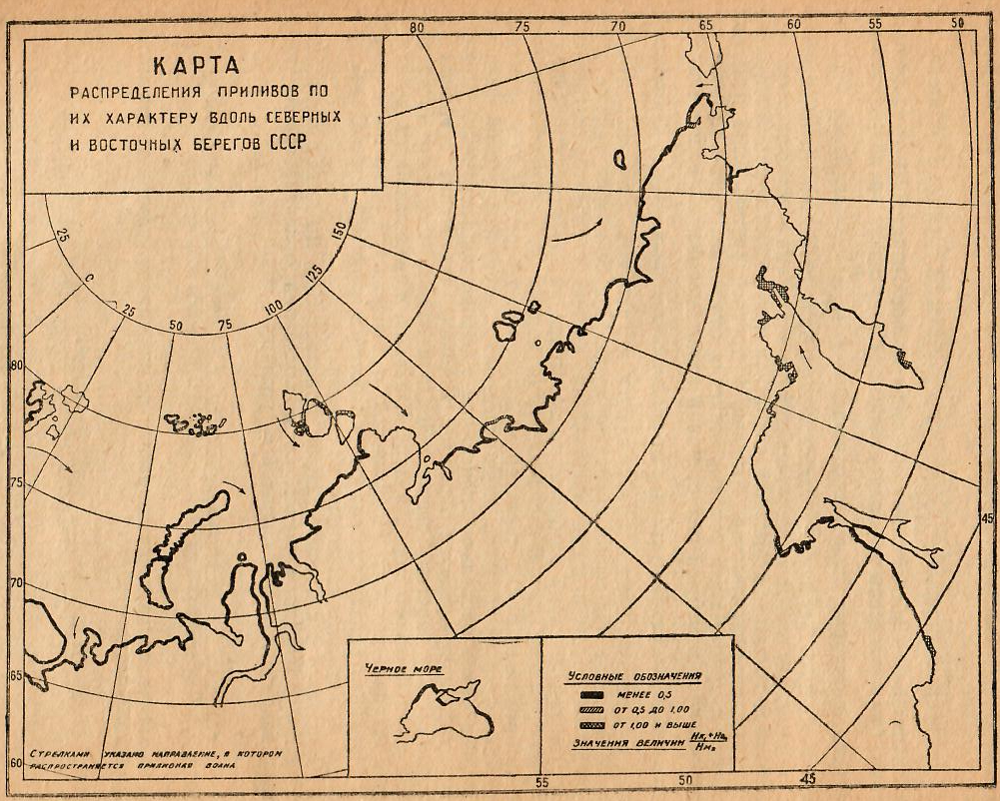 80 75 70 65 60 55 50
КАРТА
РАСПРЕДЕЛЕНИЯ ПРИЛИВОВ ПО
ИХ ХАРАКТЕРУ ВДОЛЬ СЕВЕРНЫХ
И ВОСТОЧНЫХ БЕРЕГОВ СССР
25
0
25
50
75
100
125
150
80
75
70
65
60
45
ЧЕРНОЕ МОРЕ
УСЛОВНЫЕ ОБОЗНАЧЕНИЯ
МЕНЕЕ 0,5
ОТ 0,5 ДО 1,00
ОТ 1,00 И ВЫШЕ
ЗНАЧЕНИЯ ВЕЛИЧИН
СТРЕЛКАМИ УКАЗАНО НАПРАВЛЕНИЕ, В КОТОРОМ
РАСПРОСТРАНЯЕТСЯ ПРИЛИВНАЯ ВОЛНА
55 50 45